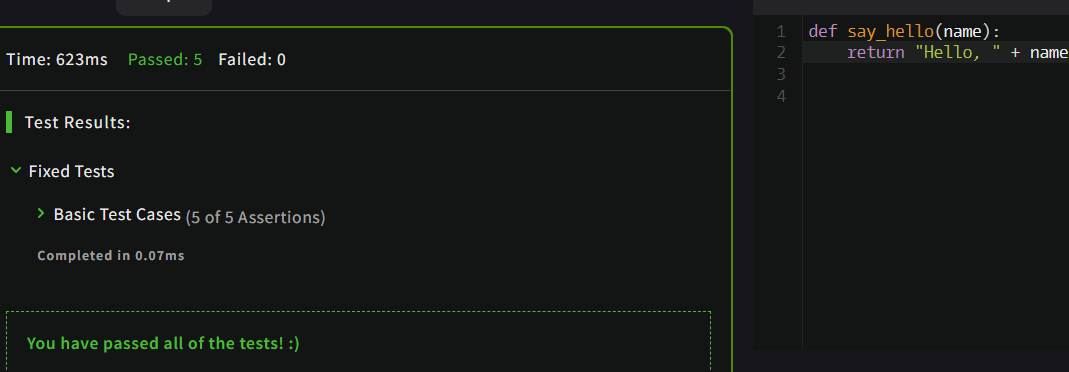 Time: 623ms Passed: 5 Failed: 0
Test Results:
Fixed Tests
Basic Test Cases (5 of 5 Assertions)
Completed in 0.07ms
You have passed all of the tests! :)
1 def say_hello(name):
2 return "Hello, " + name
3
4